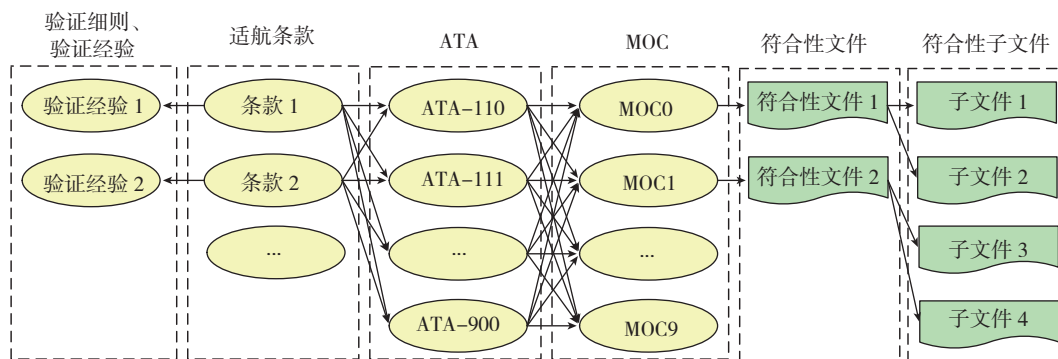 验证细则、
验证经验
适航条款
ATA
MOC
符合性文件
符合性子文件
验证经验 1
条款 1
ATA-110
MOC0
符合性文件 1
子文件 1
验证经验 2
条款 2
ATA-111
MOC1
符合性文件 2
子文件 2
...
...
...
子文件 3
ATA-900
MOC9
子文件 4